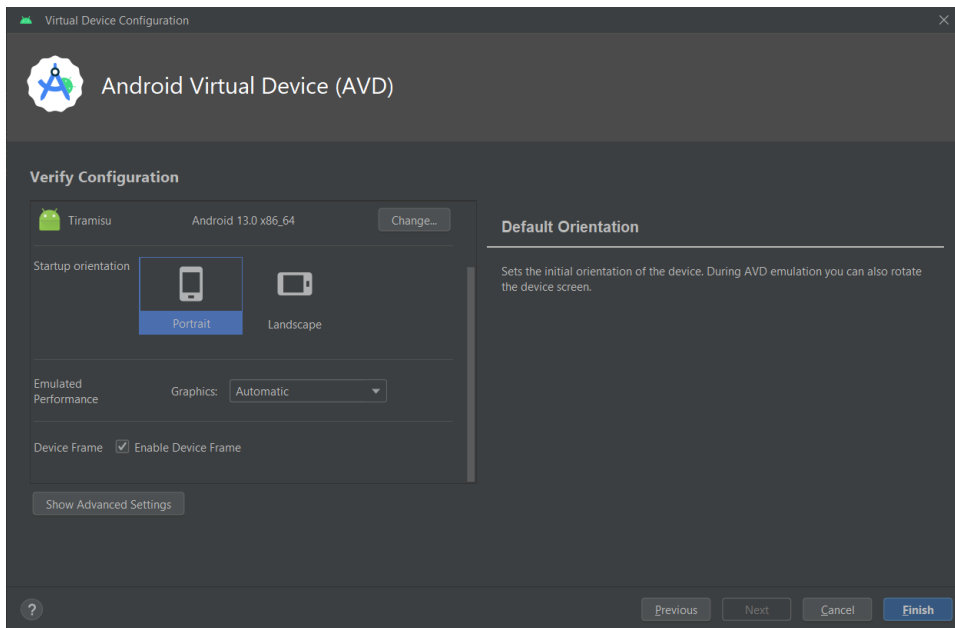 Virtual Device Configuration
Android Virtual Device (AVD)
Verify Configuration
Tiramisu Android 13.0 x86_64 Change...
Startup orientation
Portrait Landscape
Emulated
Performance
Graphics: Automatic
Device Frame Enable Device Frame
Show Advanced Settings
Default Orientation
Sets the initial orientation of the device. During AVD emulation you can also rotate
the device screen.
? Previous Next Cancel Finish